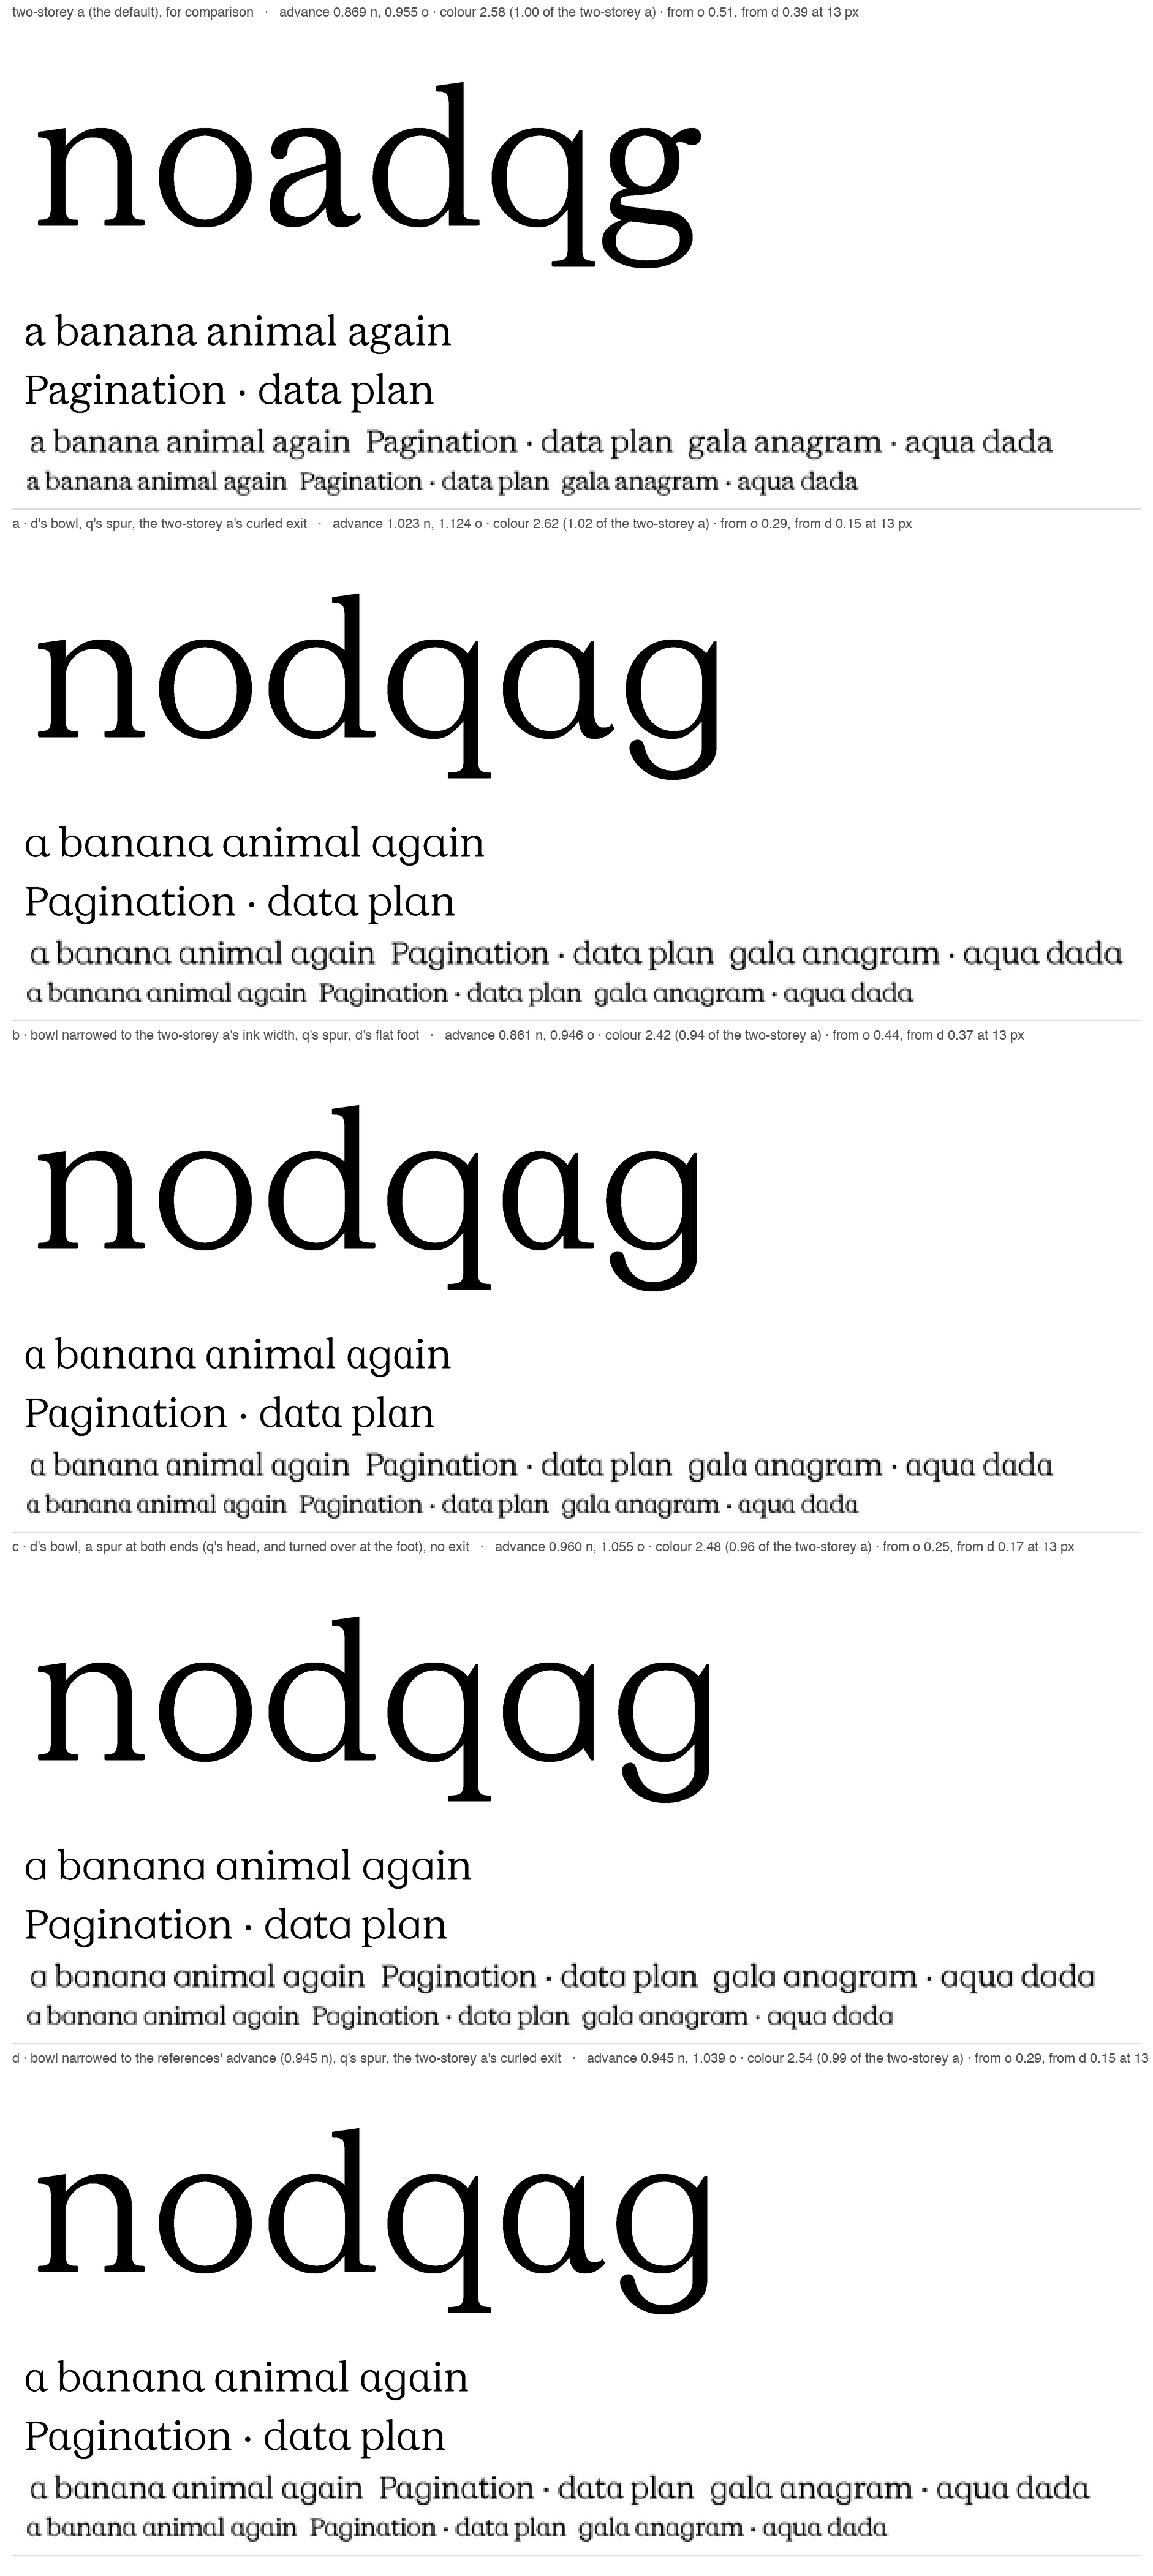 two-storey a (the default), for comparison · advance 0.869 n, 0.955 o · colour 2.58 (1.00 of the two-storey a) · from o 0.51, from d 0.39 at 13 px
noadqg
a banana animal again
Pagination · data plan
a banana animal again Pagination · data plan gala anagram · aqua dada
a banana animal again Pagination · data plan gala anagram · aqua dada
a · d's bowl, q's spur, the two-storey a's curled exit · advance 1.023 n, 1.124 o · colour 2.62 (1.02 of the two-storey a) · from o 0.29, from d 0.15 at 13 px
nodqag
a banana animal again
Pagination · data plan
a banana animal again Pagination · data plan gala anagram · aqua dada
a banana animal again Pagination · data plan gala anagram · aqua dada
b · bowl narrowed to the two-storey a's ink width, q's spur, d's flat foot · advance 0.861 n, 0.946 o · colour 2.42 (0.94 of the two-storey a) · from o 0.44, from d 0.37 at 13 px
nodqag
a banana animal again
Pagination · data plan
a banana animal again Pagination · data plan gala anagram · aqua dada
a banana animal again Pagination · data plan gala anagram · aqua dada
c · d's bowl, a spur at both ends (q's head, and turned over at the foot), no exit · advance 0.960 n, 1.055 o · colour 2.48 (0.96 of the two-storey a) · from o 0.25, from d 0.17 at 13 px
nodqag
a banana animal again
Pagination · data plan
a banana animal again Pagination · data plan gala anagram · aqua dada
a banana animal again Pagination · data plan gala anagram · aqua dada
d · bowl narrowed to the references' advance (0.945 n), q's spur, the two-storey a's curled exit · advance 0.945 n, 1.039 o · colour 2.54 (0.99 of the two-storey a) · from o 0.29, from d 0.15 at 13
nodqag
a banana animal again
Pagination · data plan
a banana animal again Pagination · data plan gala anagram · aqua dada
a banana animal again Pagination · data plan gala anagram · aqua dada